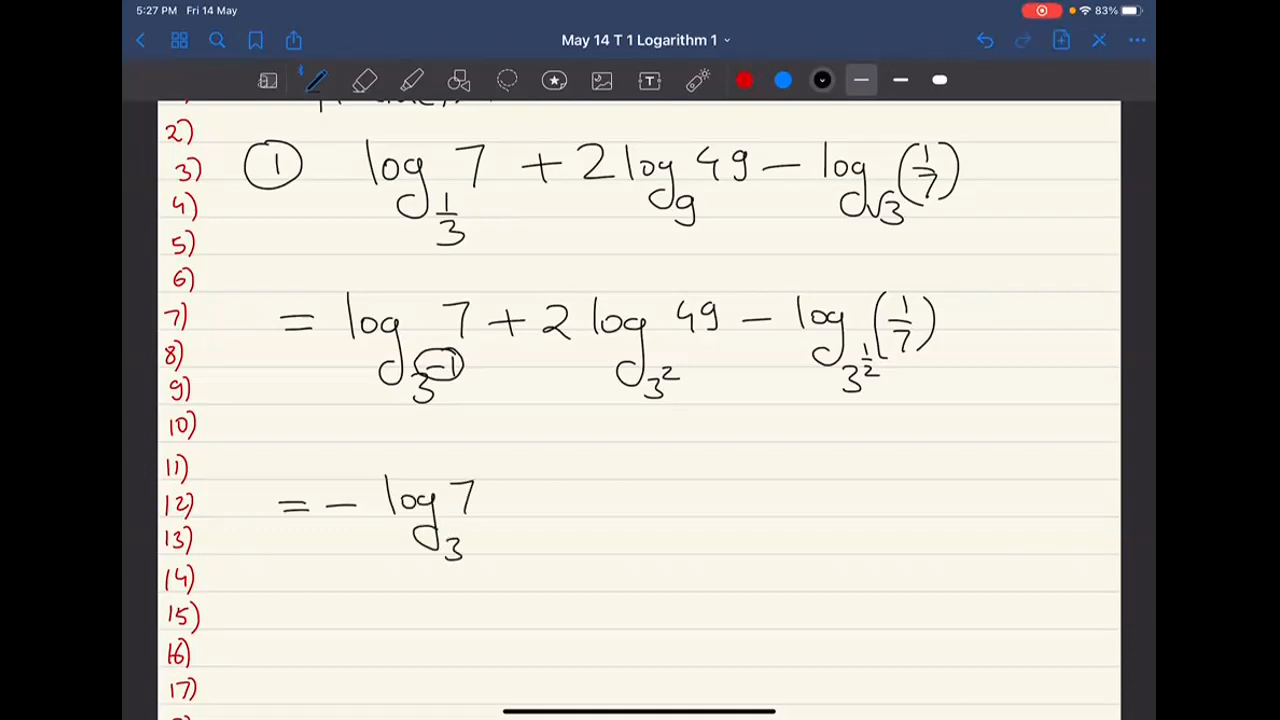 5:27 PM Fri 14 May 83%
May 14 T 1 Logarithm 1
2)
① log_{1/3} 7 + 2 log_9 49 − log_{√3} (1/7)
3)
4)
5)
6)
7) = log_{3^{−1}} 7 + 2 log_{3^2} 49 − log_{3^{1/2}} (1/7)
8)
9)
10)
11)
12) = − log_3 7
13)
14)
15)
16)
17)